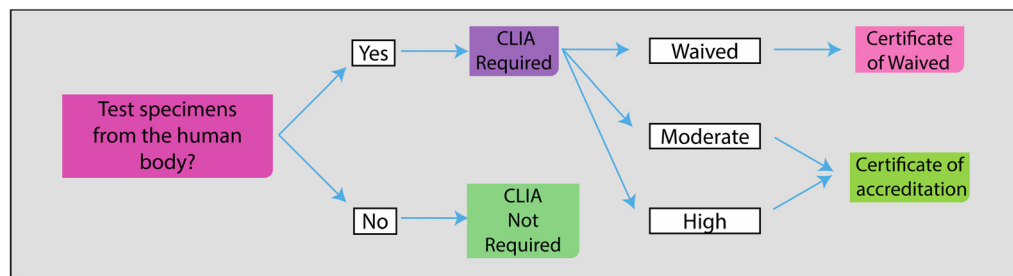 Test specimens
from the human
body?
Yes
No
CLIA
Required
CLIA
Not
Required
Waived
Moderate
High
Certificate
of Waived
Certificate of
accreditation